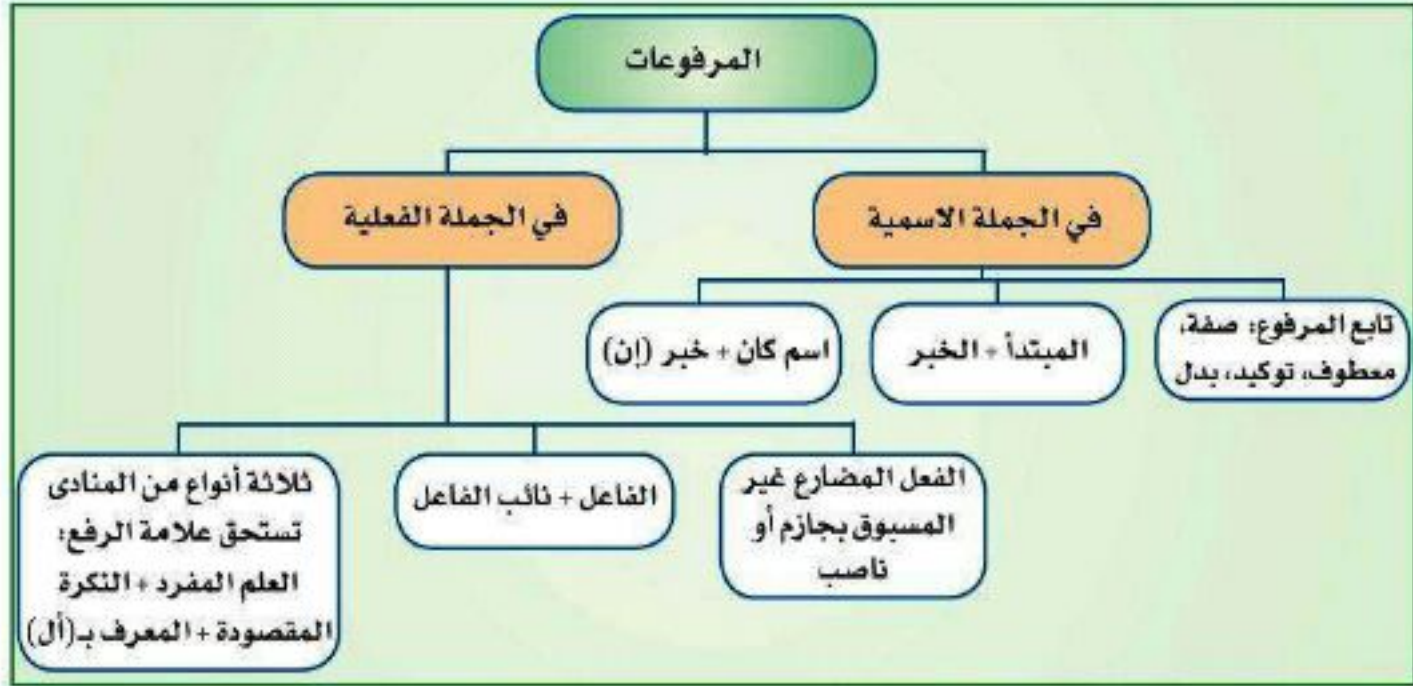 المرفوعات
في الجملة الاسمية
في الجملة الفعلية
تابع المرفوع: صفة،
معطوف، توكيد، بدل
المبتدأ + الخبر
اسم كان + خبر (إن)
الفعل المضارع غير
المسبوق بجازم أو
ناصب
الفاعل + نائب الفاعل
ثلاثة أنواع من المنادى
تستحق علامة الرفع:
العلم المفرد + النكرة
المقصودة + المعرف بـ(أل)